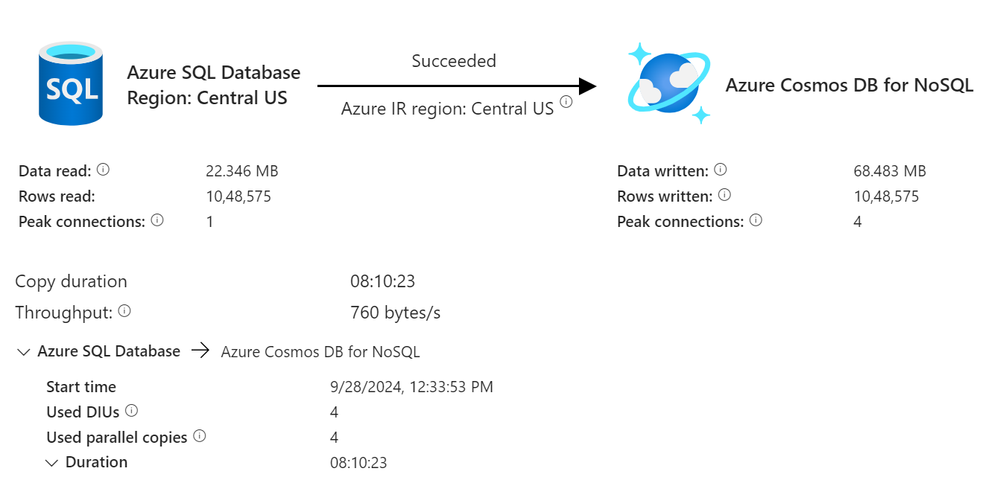 SQL
Azure SQL Database
Region: Central US
Succeeded
Azure IR region: Central US
Azure Cosmos DB for NoSQL
Data read: 22.346 MB
Rows read: 10,48,575
Peak connections: 1
Data written: 68.483 MB
Rows written: 10,48,575
Peak connections: 4
Copy duration 08:10:23
Throughput: 760 bytes/s
Azure SQL Database → Azure Cosmos DB for NoSQL
Start time 9/28/2024, 12:33:53 PM
Used DIUs 4
Used parallel copies 4
Duration 08:10:23